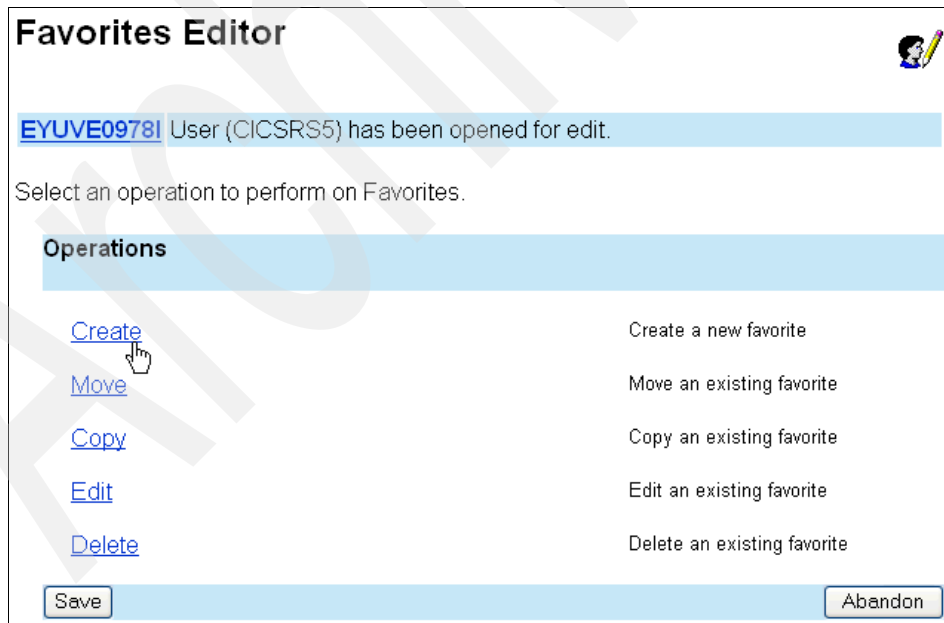 Favorites Editor
EYUVE0978I User (CICSRS5) has been opened for edit.
Select an operation to perform on Favorites.
Operations
Create Create a new favorite
Move Move an existing favorite
Copy Copy an existing favorite
Edit Edit an existing favorite
Delete Delete an existing favorite
Save Abandon